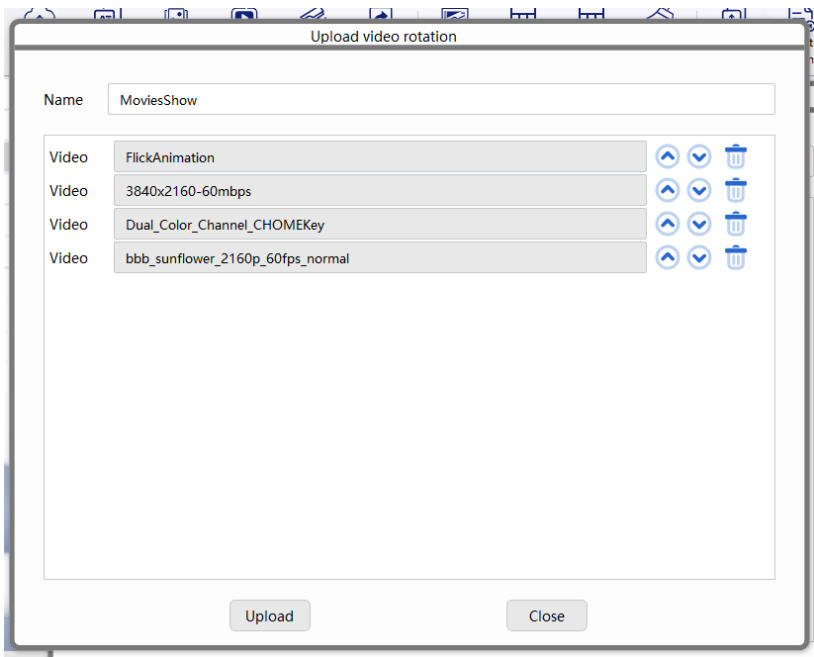 Upload video rotation
Name MoviesShow
Video FlickAnimation
Video 3840x2160-60mbps
Video Dual_Color_Channel_CHOMEKey
Video bbb_sunflower_2160p_60fps_normal
Upload Close